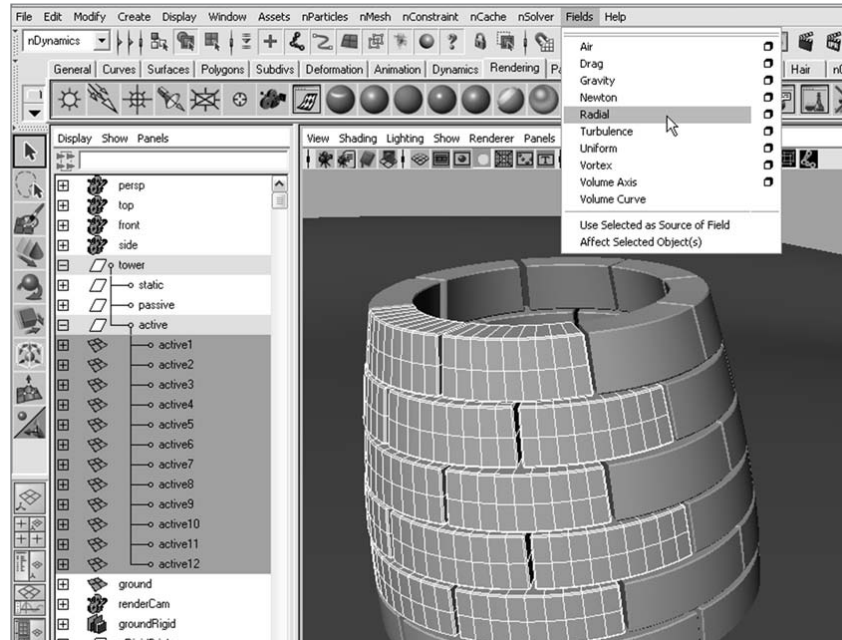 File Edit Modify Create Display Window Assets nParticles nMesh nConstraint nCache nSolver Fields Help
nDynamics
General Curves Surfaces Polygons Subdivs Deformation Animation Dynamics Rendering Hair
Air
Drag
Gravity
Newton
Radial
Turbulence
Uniform
Vortex
Volume Axis
Volume Curve
Use Selected as Source of Field
Affect Selected Object(s)
Display Show Panels
View Shading Lighting Show Renderer Panels
persp
top
front
side
tower
static
passive
active
active1
active2
active3
active4
active5
active6
active7
active8
active9
active10
active11
active12
ground
renderCam
groundRigid